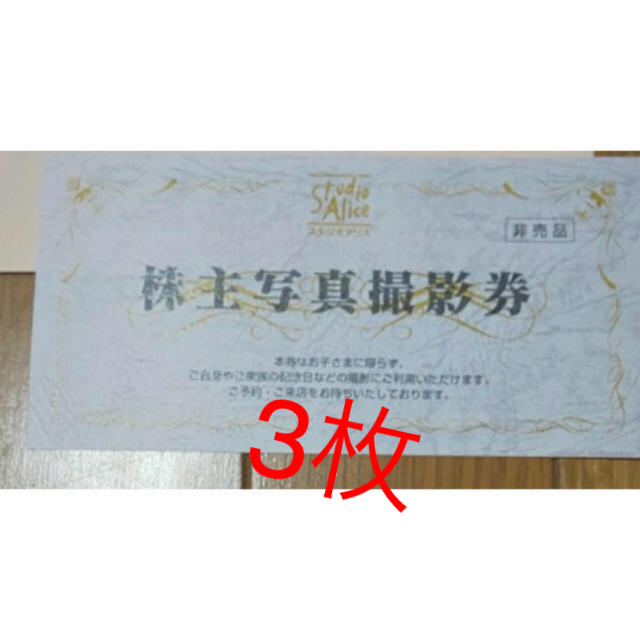 Studio
Alice
スタジオアリス
非売品
株主写真撮影券
本券はお子さまに限らず、
ご自身やご家族の記念日などの撮影にご利用いただけます。
ご予約・ご来店をお待ちいたしております。
3枚